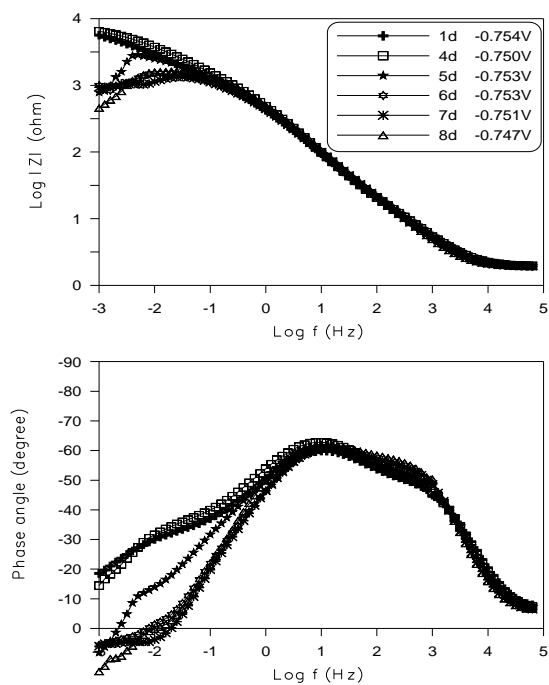 4
3
2
1
0
Log |Z| (ohm)
1d -0.754V
4d -0.750V
5d -0.753V
6d -0.753V
7d -0.751V
8d -0.747V
-3 -2 -1 0 1 2 3 4 5
Log f (Hz)
-90
-80
-70
-60
-50
-40
-30
-20
-10
0
Phase angle (degree)
-3 -2 -1 0 1 2 3 4 5
Log f (Hz)